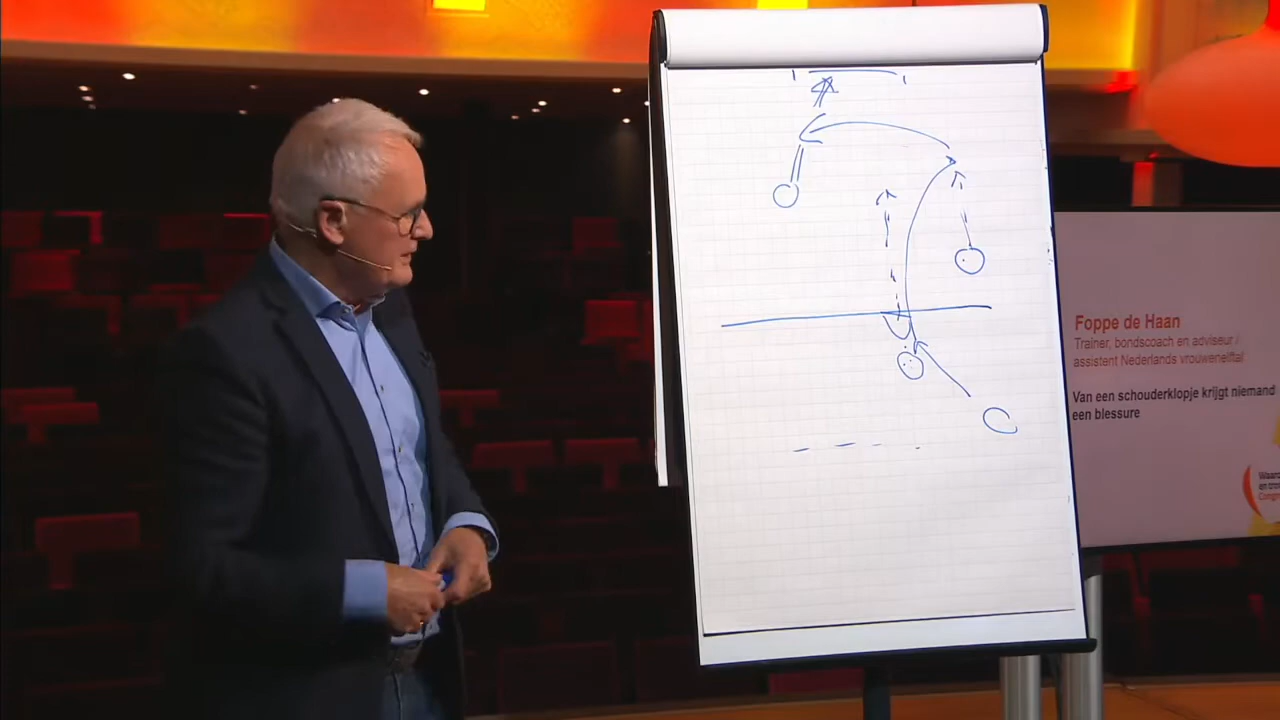 Foppe de Haan
Trainer, bondscoach en adviseur /
assistent Nederlands vrouwenelftal
Van een schouderklopje krijgt niemand
een blessure